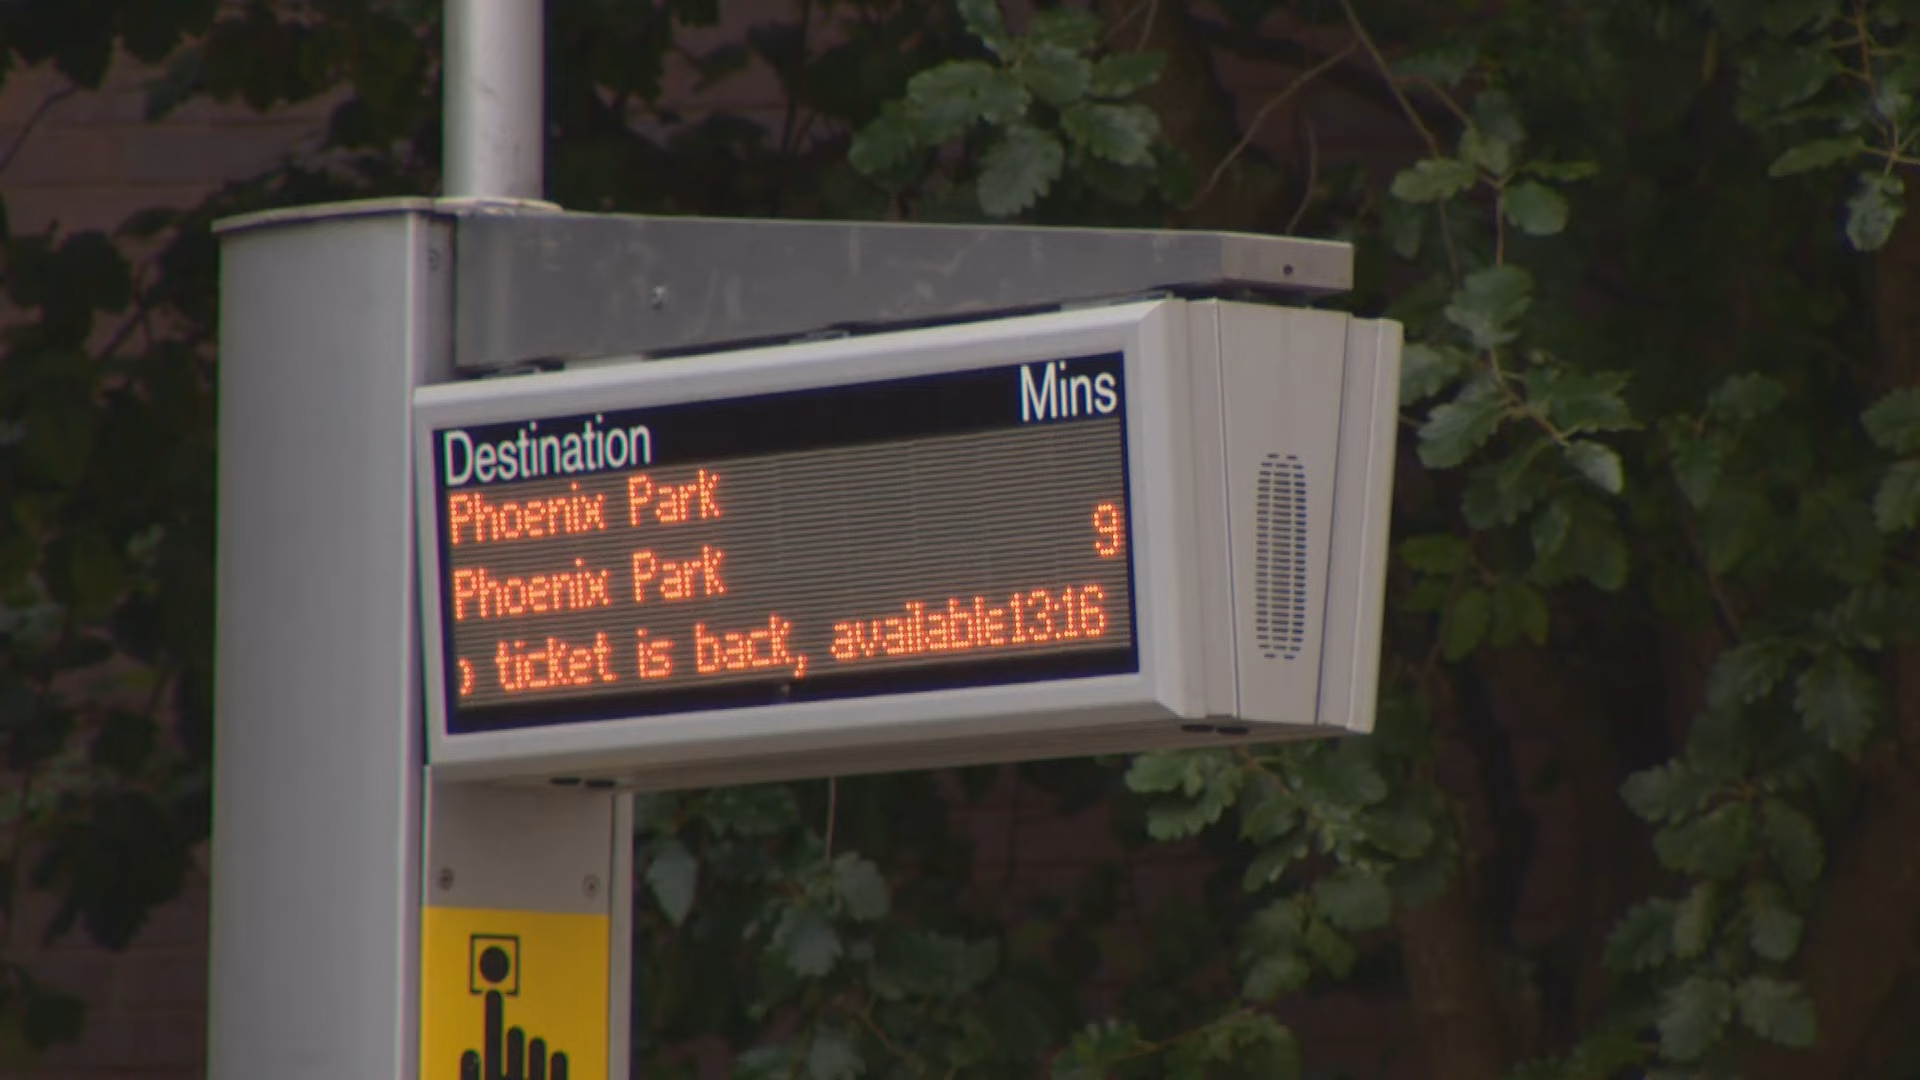 Destination Mins
Phoenix Park
Phoenix Park 9
ticket is back, available13:16